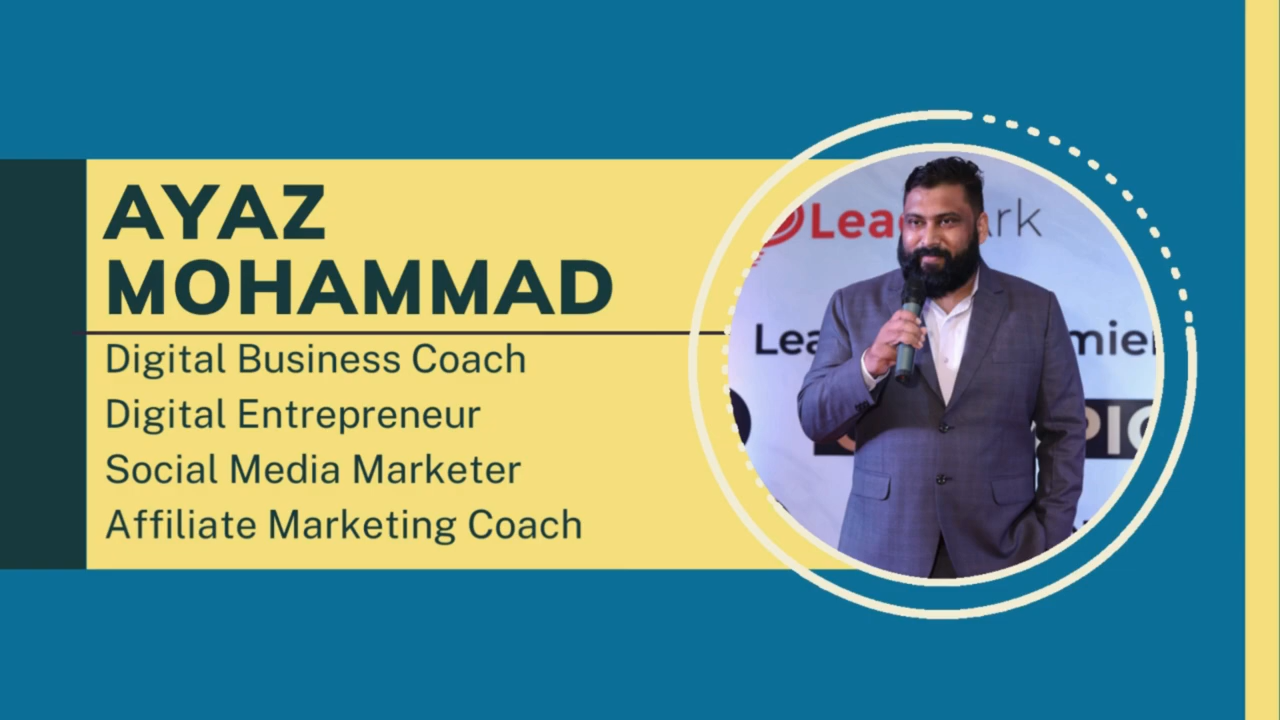 AYAZ
MOHAMMAD
Digital Business Coach
Digital Entrepreneur
Social Media Marketer
Affiliate Marketing Coach